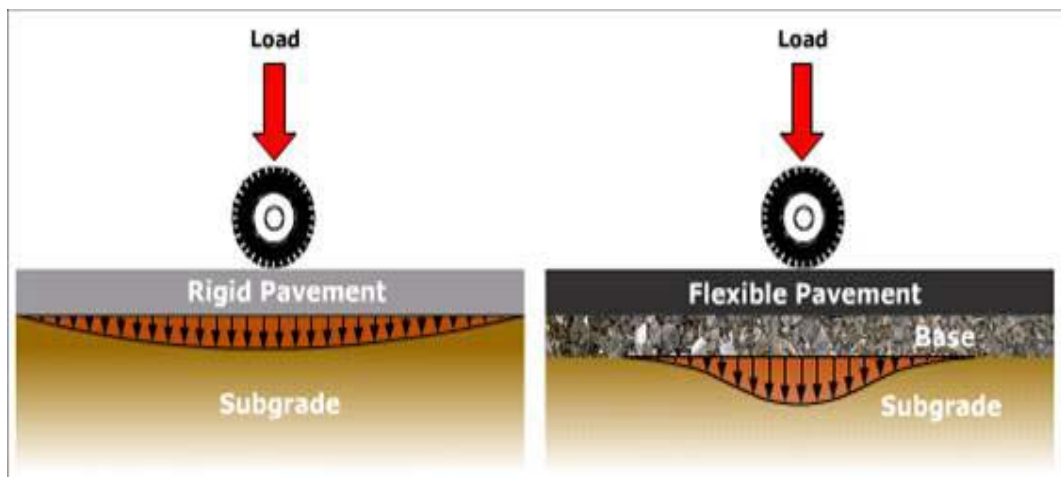 Load
Load
Rigid Pavement
Flexible Pavement
Base
Subgrade
Subgrade